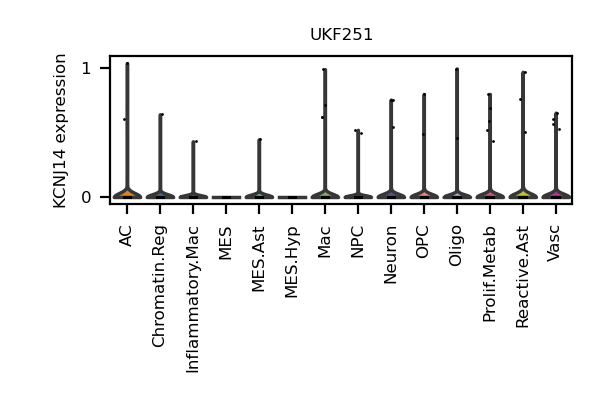 UKF251
KCNJ14 expression
1
0
AC
Chromatin.Reg
Inflammatory.Mac
MES
MES.Ast
MES.Hyp
Mac
NPC
Neuron
OPC
Oligo
Prolif.Metab
Reactive.Ast
Vasc